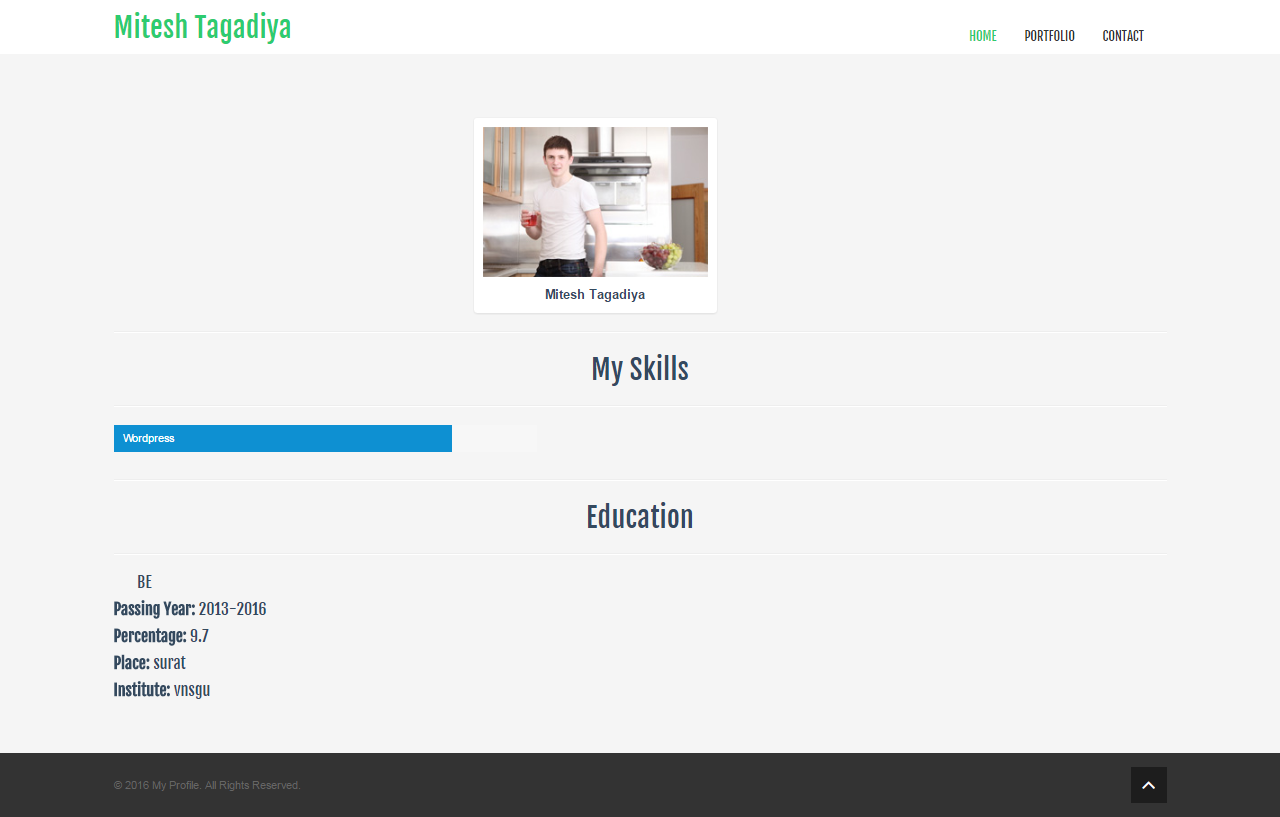 Mitesh Tagadiya
HOME PORTFOLIO CONTACT
Mitesh Tagadiya
My Skills
Wordpress
Education
BE
Passing Year: 2013-2016
Percentage: 9.7
Place: surat
Institute: vnsgu
© 2016 My Profile. All Rights Reserved.